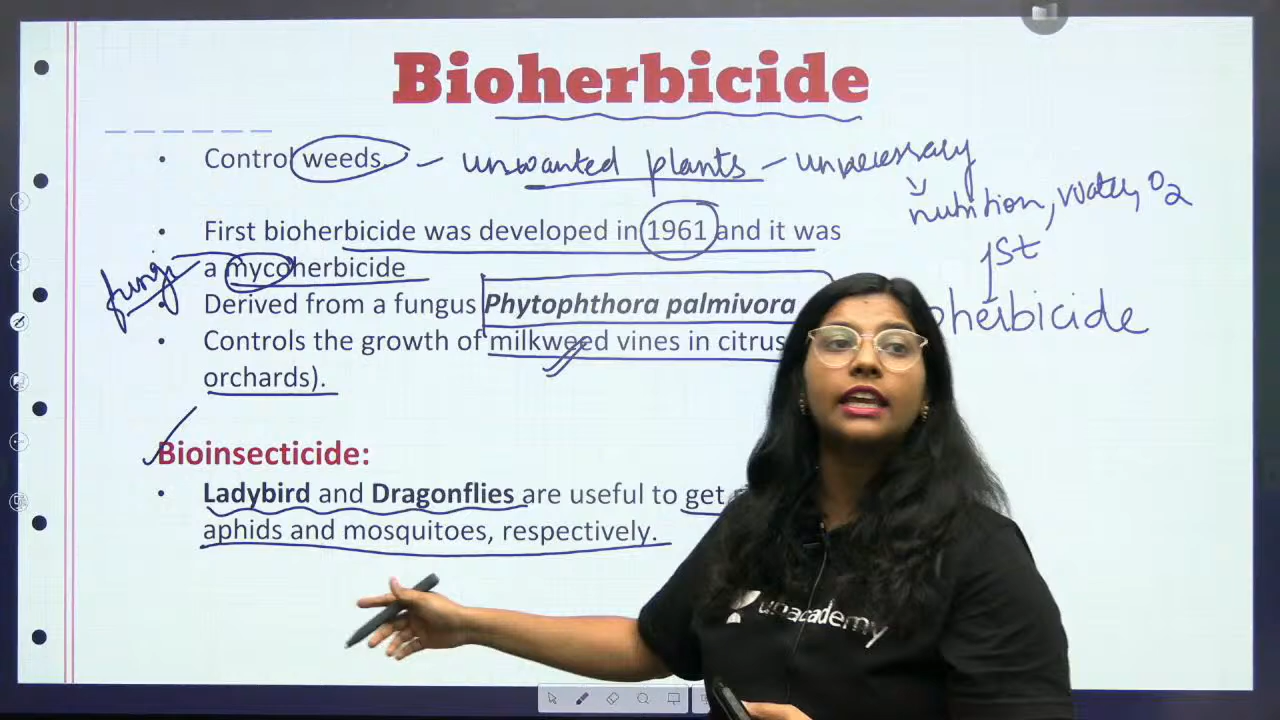 Bioherbicide
• Control weeds. – unwanted plants – unnecessary
nutrition, Water, O2
• First bioherbicide was developed in 1961 and it was
1st
fungi
a mycoherbicide
• Derived from a fungus Phytophthora palmivora
oherbicide
• Controls the growth of milkweed vines in citrus
orchards).
Bioinsecticide:
• Ladybird and Dragonflies are useful to get
aphids and mosquitoes, respectively.
unacademy